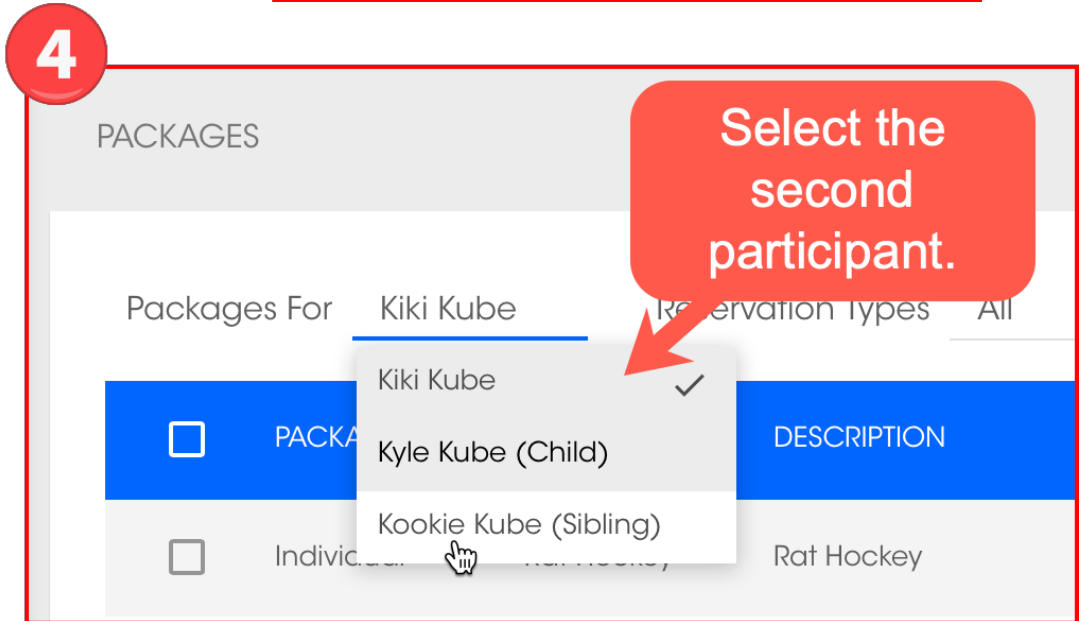 4
PACKAGES
Select the
second
participant.
Packages For Kiki Kube Types All
Kiki Kube
Kyle Kube (Child)
DESCRIPTION
Kookie Kube (Sibling)
Rat Hockey